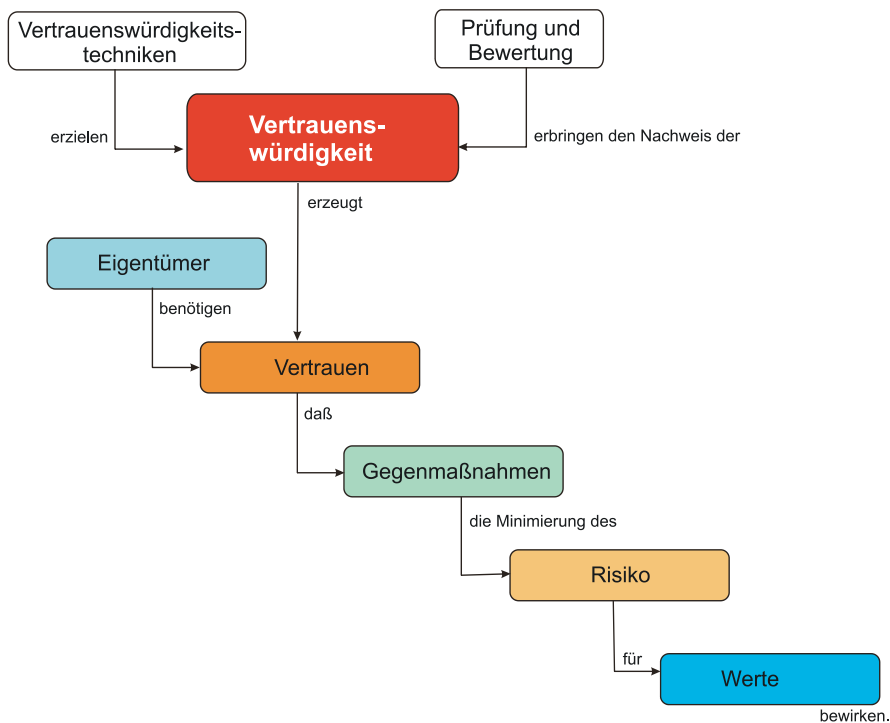 Vertrauenswürdigkeits-
techniken
Prüfung und
Bewertung
erzielen
Vertrauens-
würdigkeit
erbringen den Nachweis der
erzeugt
Eigentümer
benötigen
Vertrauen
daß
Gegenmaßnahmen
die Minimierung des
Risiko
für
Werte
bewirken.